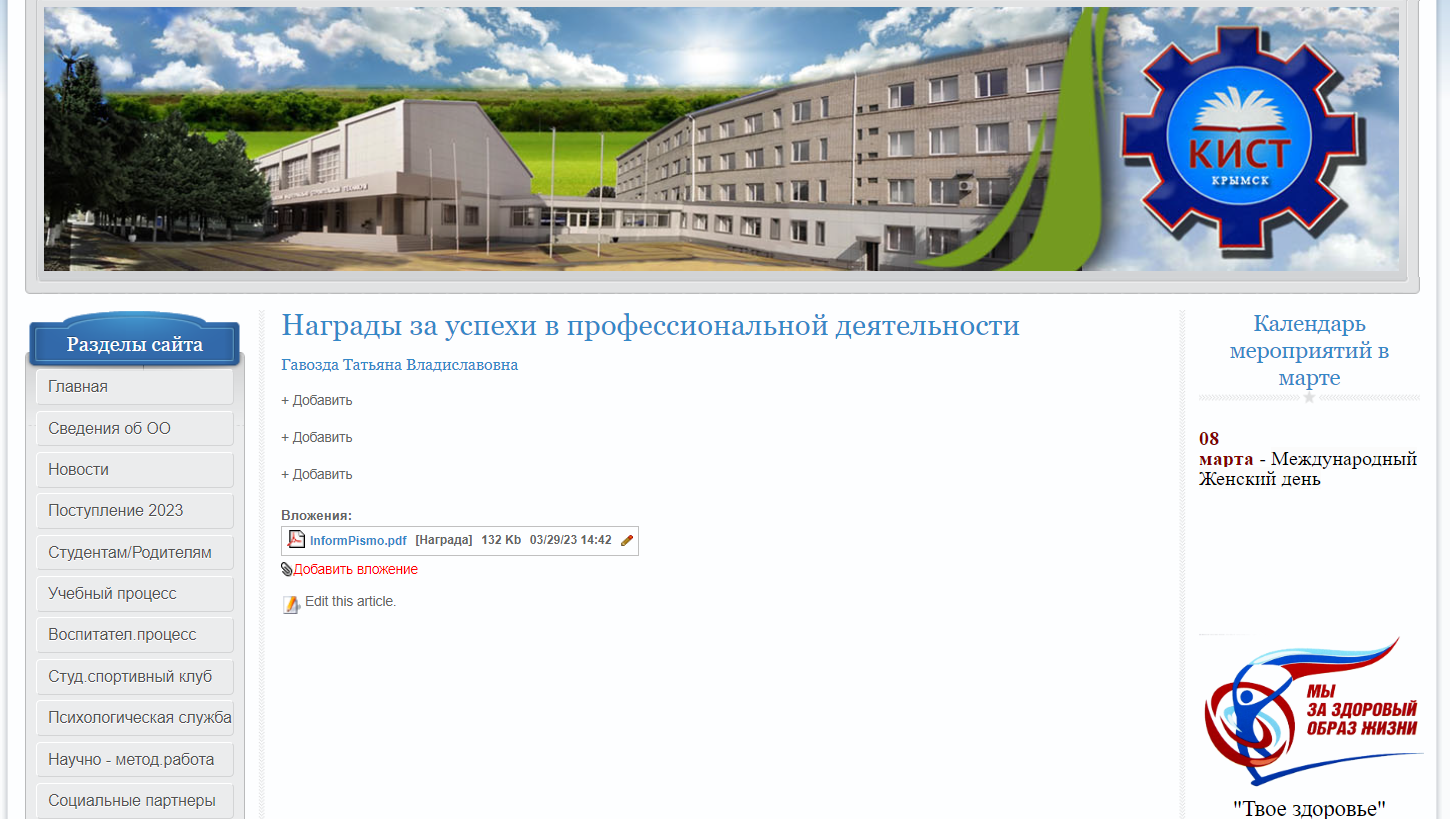 КИСТ
КРЫМСК
Разделы сайта
Главная
Сведения об ОО
Новости
Поступление 2023
Студентам/Родителям
Учебный процесс
Воспитател.процесс
Студ.спортивный клуб
Психологическая служба
Научно - метод.работа
Социальные партнеры
Награды за успехи в профессиональной деятельности
Гавозда Татьяна Владиславовна
+ Добавить
+ Добавить
+ Добавить
Вложения:
InformPismo.pdf [Награда] 132 Kb 03/29/23 14:42
Добавить вложение
Edit this article.
Календарь
мероприятий в
марте
08
марта - Международный
Женский день
МЫ
ЗА ЗДОРОВЫЙ
ОБРАЗ ЖИЗНИ
"Твое здоровье"